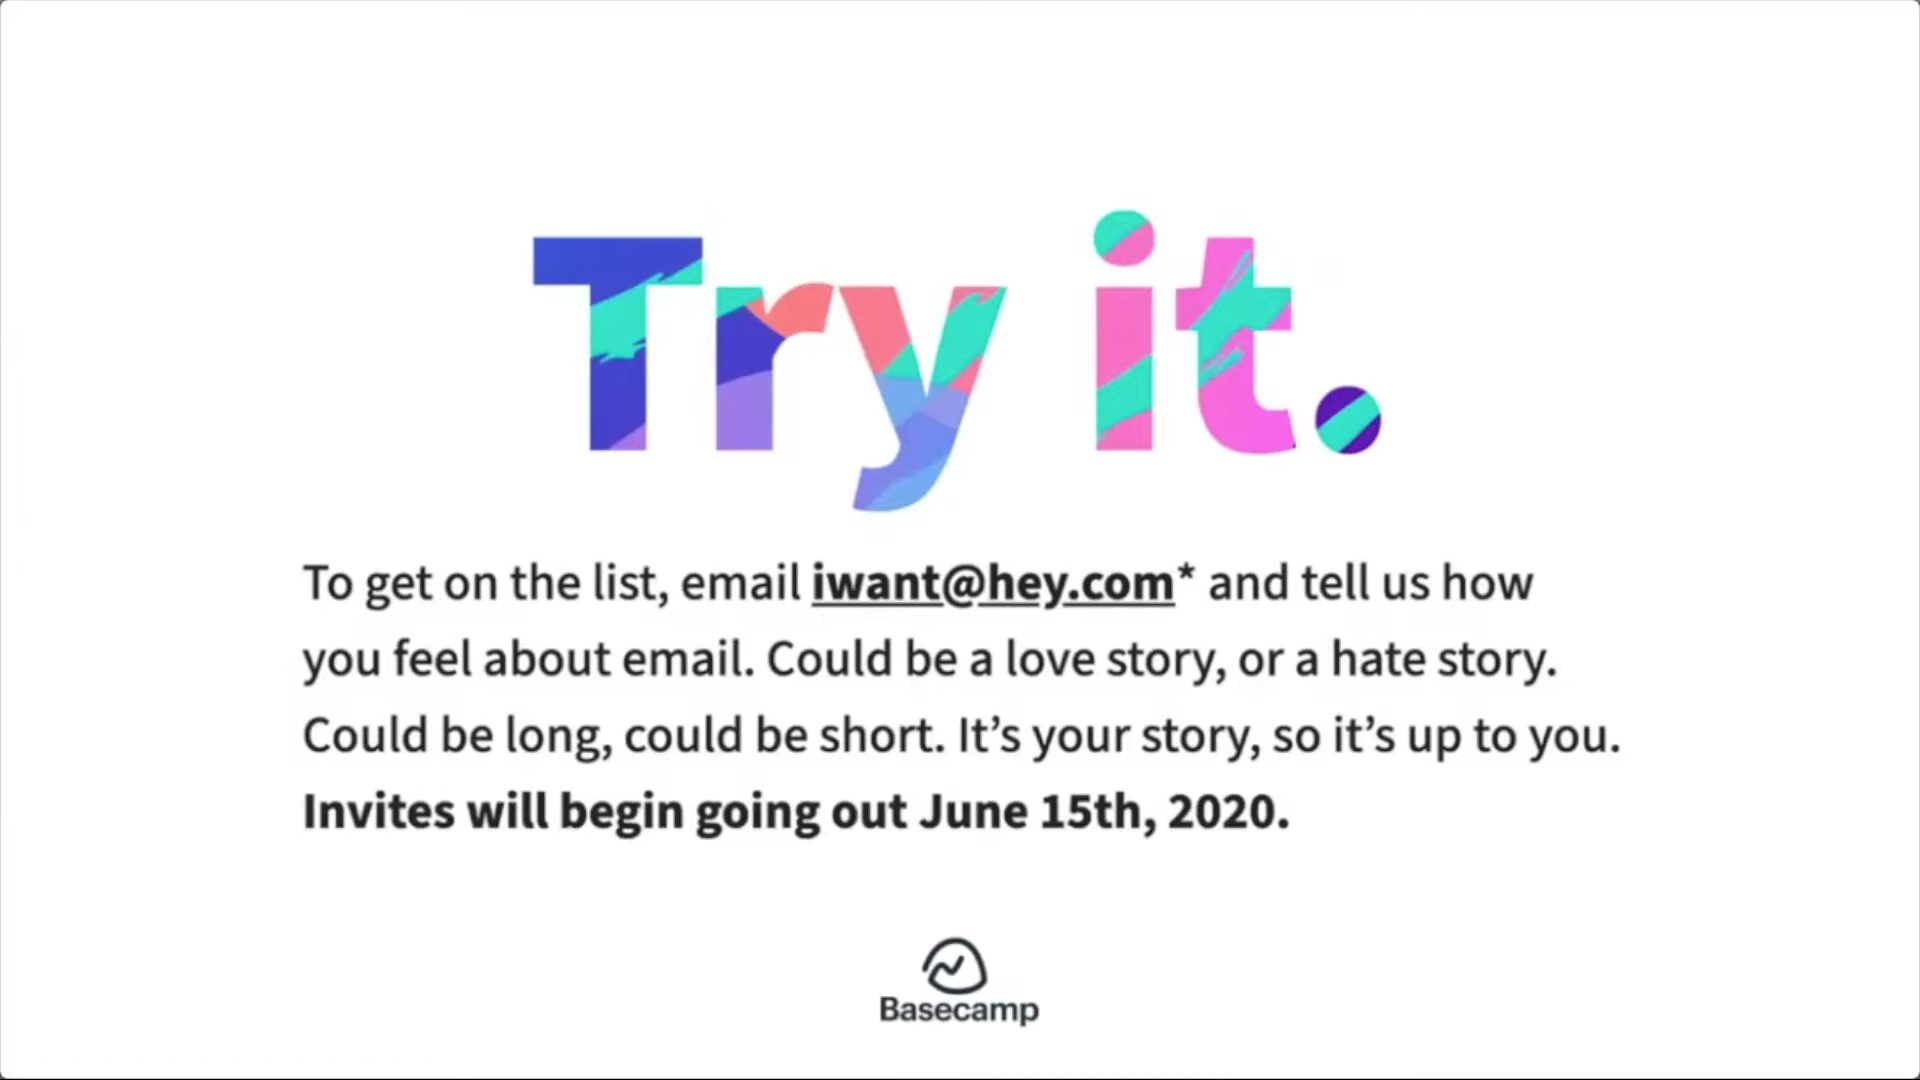 Try it.
To get on the list, email iwant@hey.com* and tell us how
you feel about email. Could be a love story, or a hate story.
Could be long, could be short. It’s your story, so it’s up to you.
Invites will begin going out June 15th, 2020.
Basecamp